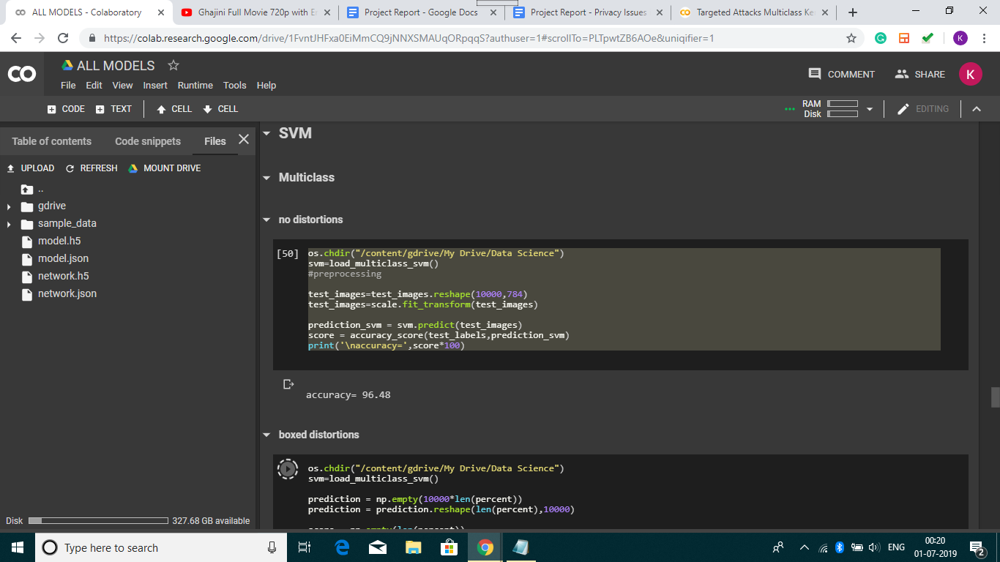 ALL MODELS - Colaboratory
Ghajini Full Movie 720p with E
Project Report - Google Docs
Project Report - Privacy Issues
Targeted Attacks Multiclass Ke
https://colab.research.google.com/drive/1FvntJHFxa0EiMmCQ9jNNXSMAUqORpqqS?authuser=1#scrollTo=PLTpwtZB6AOe&uniqifier=1
K
CO
ALL MODELS
File Edit View Insert Runtime Tools Help
COMMENT
SHARE
K
CODE TEXT CELL CELL
RAM
Disk
EDITING
Table of contents Code snippets Files
UPLOAD REFRESH MOUNT DRIVE
..
gdrive
sample_data
model.h5
model.json
network.h5
network.json
Disk 327.68 GB available
SVM
Multiclass
no distortions
[50]
os.chdir("/content/gdrive/My Drive/Data Science")
svm=load_multiclass_svm()
#preprocessing
test_images=test_images.reshape(10000,784)
test_images=scale.fit_transform(test_images)
prediction_svm = svm.predict(test_images)
score = accuracy_score(test_labels,prediction_svm)
print('\naccuracy=',score*100)
accuracy= 96.48
boxed distortions
os.chdir("/content/gdrive/My Drive/Data Science")
svm=load_multiclass_svm()
prediction = np.empty(10000*len(percent))
prediction = prediction.reshape(len(percent),10000)
Type here to search
ENG
00:20
01-07-2019
2